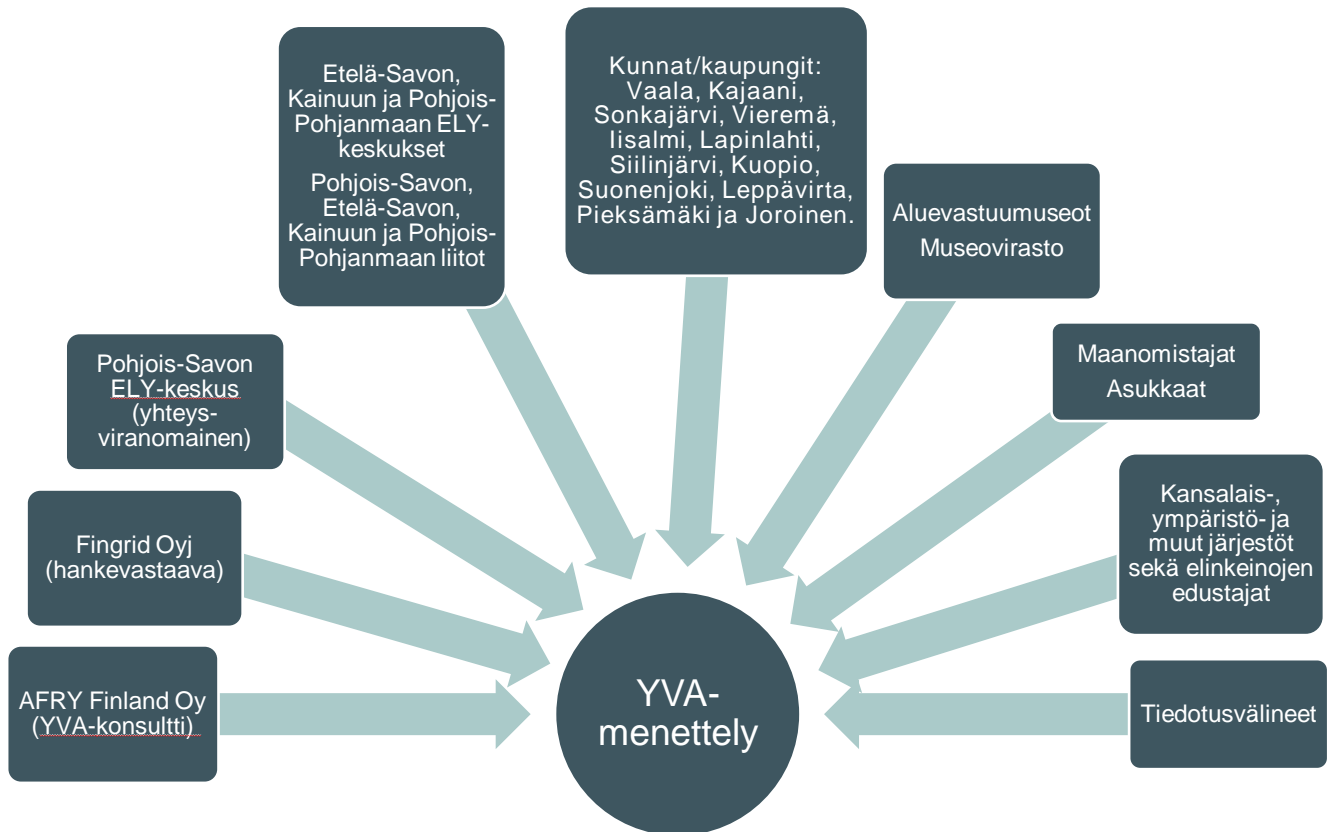 Etelä-Savon,
Kainuun ja Pohjois-
Pohjanmaan ELY-
keskukset
Pohjois-Savon,
Etelä-Savon,
Kainuun ja Pohjois-
Pohjanmaan liitot
Kunnat/kaupungit:
Vaala, Kajaani,
Sonkajärvi, Vieremä,
Iisalmi, Lapinlahti,
Siilinjärvi, Kuopio,
Suonenjoki, Leppävirta,
Pieksämäki ja Joroinen.
Aluevastuumuseot
Museovirasto
Pohjois-Savon
ELY-keskus
(yhteys-
viranomainen)
Maanomistajat
Asukkaat
Fingrid Oyj
(hankevastaava)
Kansalais-,
ympäristö- ja
muut järjestöt
sekä elinkeinojen
edustajat
AFRY Finland Oy
(YVA-konsultti)
YVA-
menettely
Tiedotusvälineet